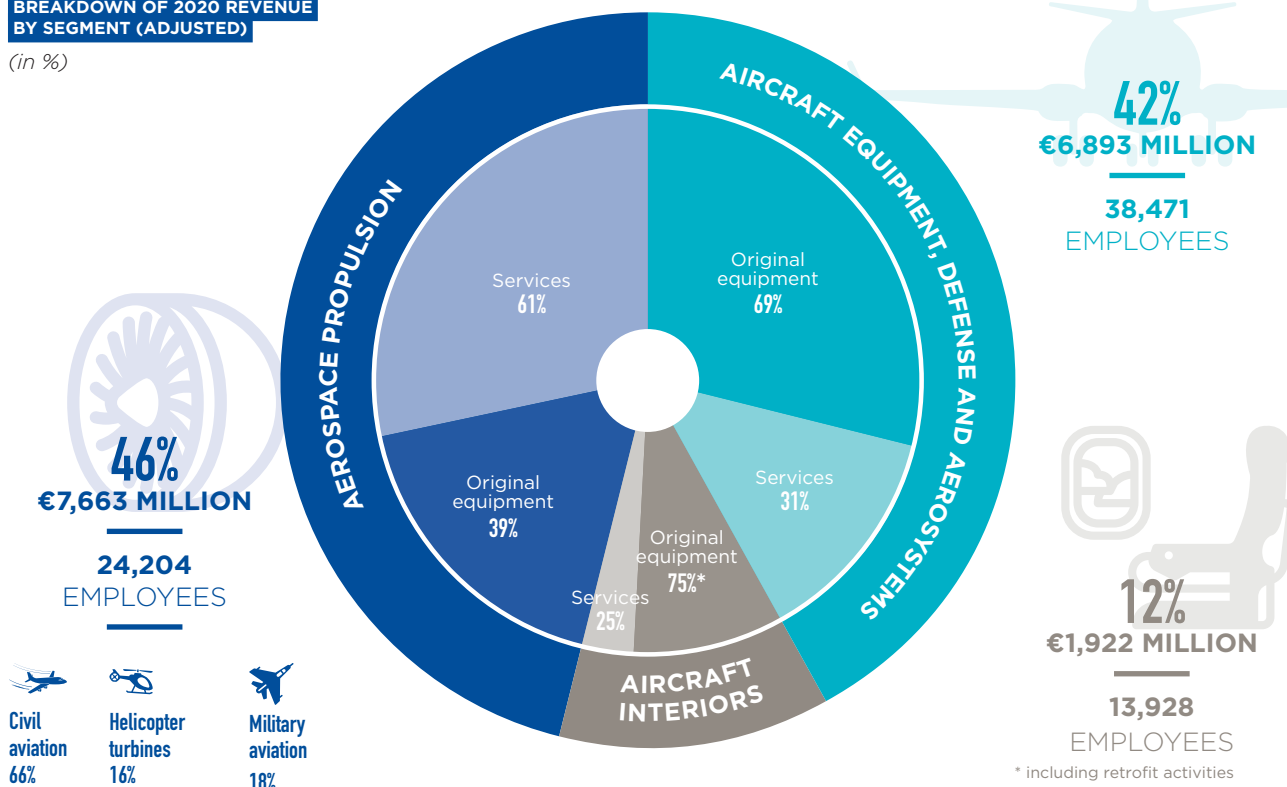 BREAKDOWN OF 2020 REVENUE
BY SEGMENT (ADJUSTED)
(in %)
AEROSPACE PROPULSION
AIRCRAFT EQUIPMENT, DEFENSE AND AEROSYSTEMS
AIRCRAFT
INTERIORS
Services
61%
Original
equipment
69%
Original
equipment
39%
Services
31%
Original
equipment
75%*
Services
25%
42%
€6,893 MILLION
38,471
EMPLOYEES
46%
€7,663 MILLION
24,204
EMPLOYEES
Civil
aviation
66%
Helicopter
turbines
16%
Military
aviation
18%
12%
€1,922 MILLION
13,928
EMPLOYEES
* including retrofit activities